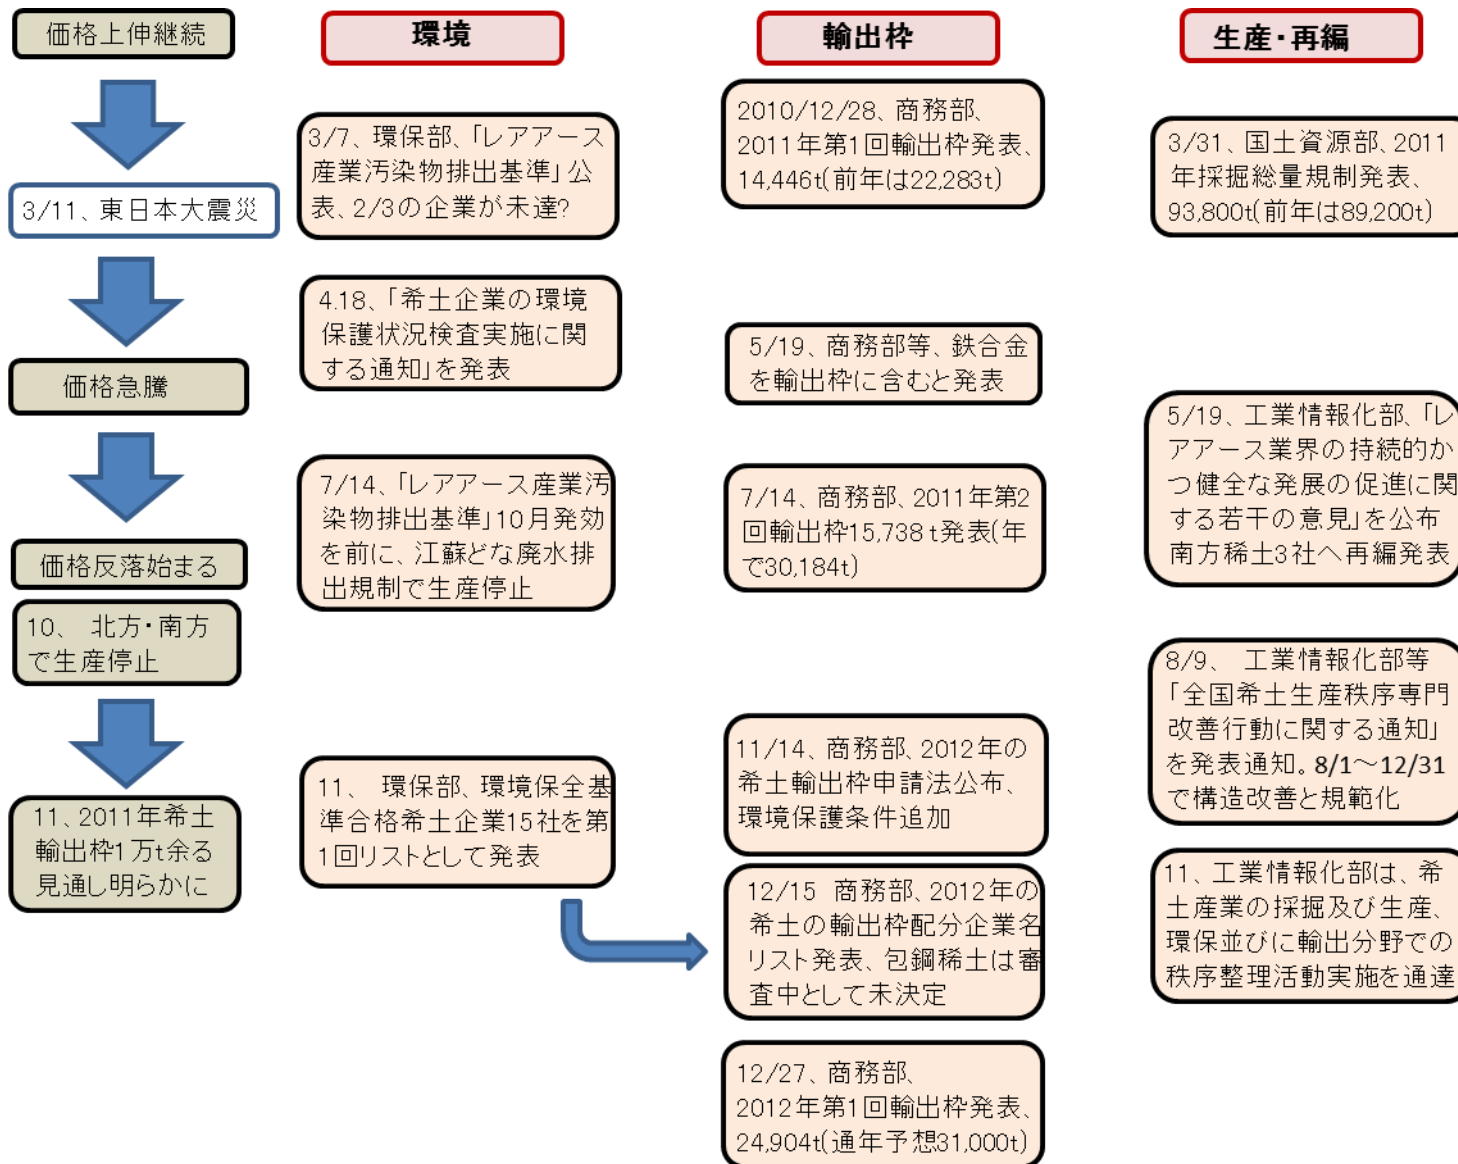 価格上伸継続
3/11、東日本大震災
価格急騰
価格反落始まる
10、 北方・南方
で生産停止
11、2011年希土
輸出枠1万t余る
見通し明らかに
環境
3/7、環保部、「レアアース
産業汚染物排出基準」公
表、2/3の企業が未達?
4.18、「希土企業の環境
保護状況検査実施に関
する通知」を発表
7/14、「レアアース産業汚
染物排出基準」10月発効
を前に、江蘇どな廃水排
出規制で生産停止
11、 環保部、環境保全基
準合格希土企業15社を第
1回リストとして発表
輸出枠
2010/12/28、商務部、
2011年第1回輸出枠発表、
14,446t(前年は22,283t)
5/19、商務部等、鉄合金
を輸出枠に含むと発表
7/14、商務部、2011年第2
回輸出枠15,738 t発表(年
で30,184t)
11/14、商務部、2012年の
希土輸出枠申請法公布、
環境保護条件追加
12/15 商務部、2012年の
希土の輸出枠配分企業名
リスト発表、包鋼稀土は審
査中として未決定
12/27、商務部、
2012年第1回輸出枠発表、
24,904t(通年予想31,000t)
生産・再編
3/31、国土資源部、2011
年採掘総量規制発表、
93,800t(前年は89,200t)
5/19、工業情報化部、「レ
アアース業界の持続的か
つ健全な発展の促進に関
する若干の意見」を公布
南方稀土3社へ再編発表
8/9、 工業情報化部等
「全国希土生産秩序専門
改善行動に関する通知」
を発表通知。8/1～12/31
で構造改善と規範化
11、工業情報化部は、希
土産業の採掘及び生産、
環保並びに輸出分野での
秩序整理活動実施を通達